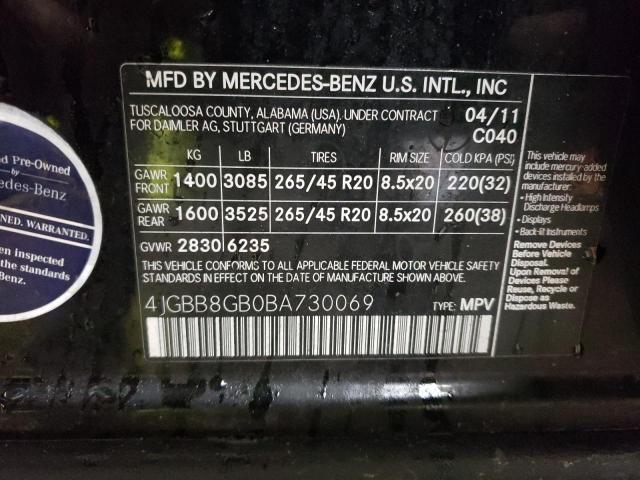 MFD BY MERCEDES-BENZ U.S. INTL., INC
TUSCALOOSA COUNTY, ALABAMA (USA). UNDER CONTRACT
FOR DAIMLER AG, STUTTGART (GERMANY)
04/11
C040
KG LB TIRES RIM SIZE COLD KPA (PSI)
GAWR FRONT 1400 3085 265/45 R20 8.5x20 220(32)
GAWR REAR 1600 3525 265/45 R20 8.5x20 260(38)
GVWR 2830 6235
THIS VEHICLE CONFORMS TO ALL APPLICABLE FEDERAL MOTOR VEHICLE SAFETY
STANDARDS IN EFFECT ON THE DATE OF MANUFACTURE SHOWN ABOVE.
4JGBB8GB0BA730069 TYPE: MPV
This vehicle may
include mercury-added
devices installed by the
manufacturer:
• High Intensity
Discharge Headlamps
• Displays
• Back-lit Instruments
Remove Devices
Before Vehicle
Disposal.
Upon Removal of
Devices Please
Reuse, Recycle or
Dispose as
Hazardous Waste.
Pre-Owned
by
-Benz
WARRANTED.
been inspected
the standards
Benz.